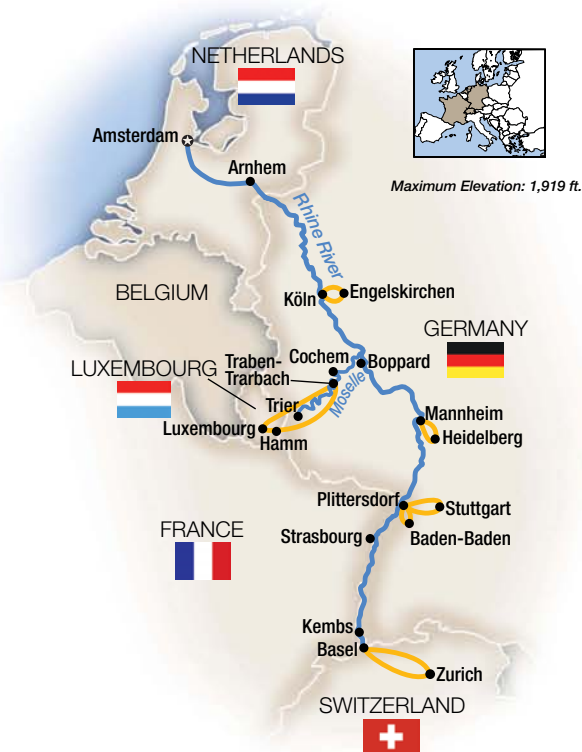 NETHERLANDS
Amsterdam
Arnhem
Maximum Elevation: 1,919 ft.
Rhine River
BELGIUM
Köln
Engelskirchen
GERMANY
LUXEMBOURG
Traben-
Trarbach
Cochem
Boppard
Moselle
Trier
Luxembourg
Hamm
Mannheim
Heidelberg
Plittersdorf
Stuttgart
FRANCE
Strasbourg
Baden-Baden
Kembs
Basel
Zurich
SWITZERLAND